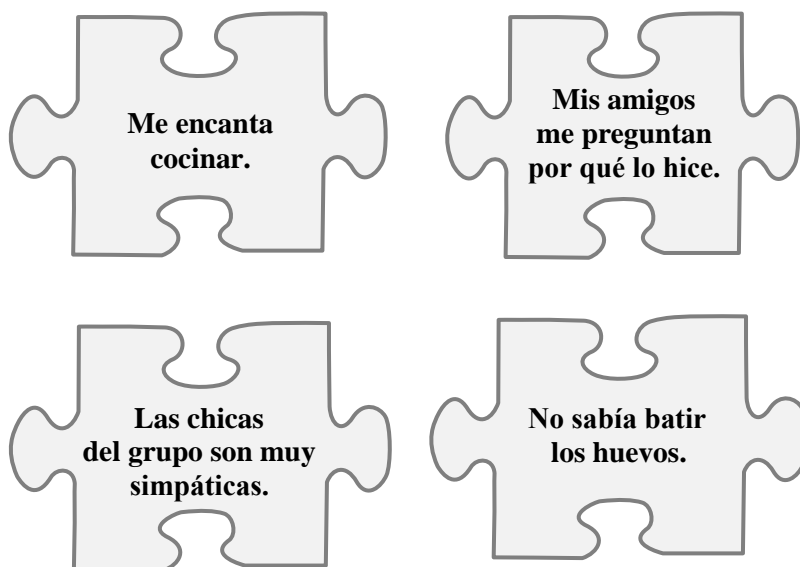 Me encanta
cocinar.
Mis amigos
me preguntan
por qué lo hice.
Las chicas
del grupo son muy
simpáticas.
No sabía batir
los huevos.